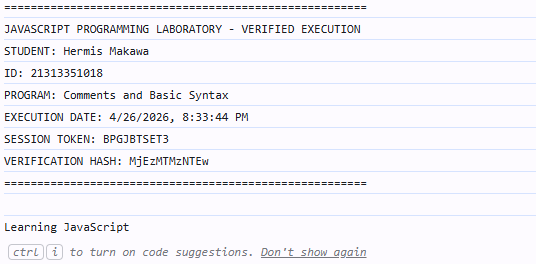 =======================================================
JAVASCRIPT PROGRAMMING LABORATORY - VERIFIED EXECUTION
STUDENT: Hermis Makawa
ID: 21313351018
PROGRAM: Comments and Basic Syntax
EXECUTION DATE: 4/26/2026, 8:33:44 PM
SESSION TOKEN: BPGJBTSET3
VERIFICATION HASH: MjEzMTMzNTEw
=======================================================
Learning JavaScript
ctrl i to turn on code suggestions. Don't show again